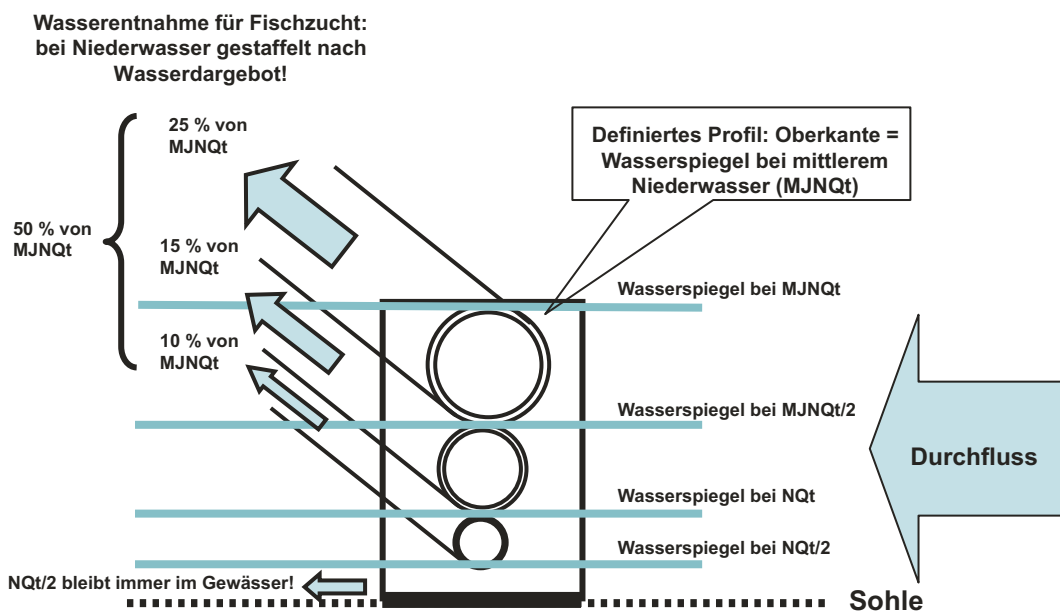 Wasserentnahme für Fischzucht:
bei Niederwasser gestaffelt nach
Wasserdargebot!
25 % von
MJNQt
50 % von
MJNQt
15 % von
MJNQt
10 % von
MJNQt
Definiertes Profil: Oberkante =
Wasserspiegel bei mittlerem
Niederwasser (MJNQt)
Wasserspiegel bei MJNQt
Wasserspiegel bei MJNQt/2
Durchfluss
Wasserspiegel bei NQt
Wasserspiegel bei NQt/2
NQt/2 bleibt immer im Gewässer!
Sohle